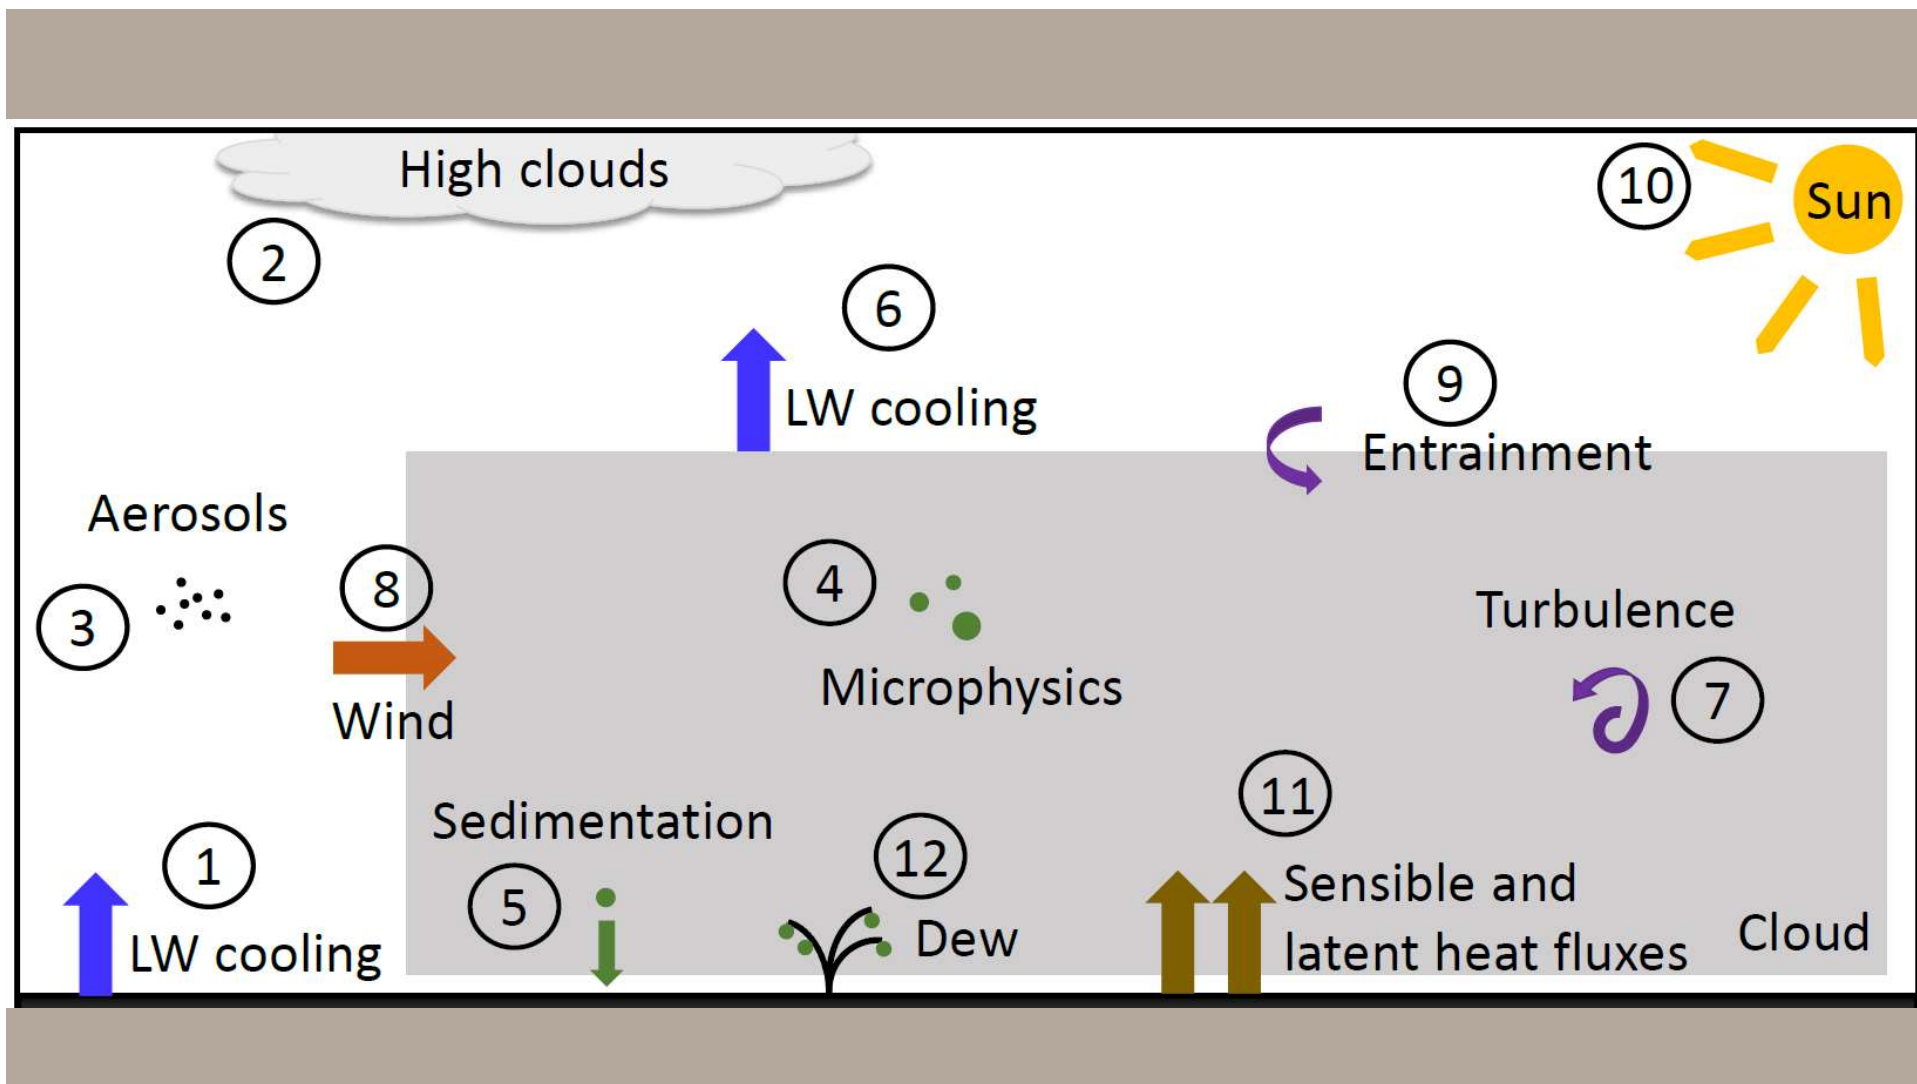 High clouds
10
Sun
2
6
LW cooling
9
Entrainment
Aerosols
8
3
4
Turbulence
Microphysics
7
Wind
11
Sedimentation
1
12
5
Sensible and
latent heat fluxes
Dew
Cloud
LW cooling